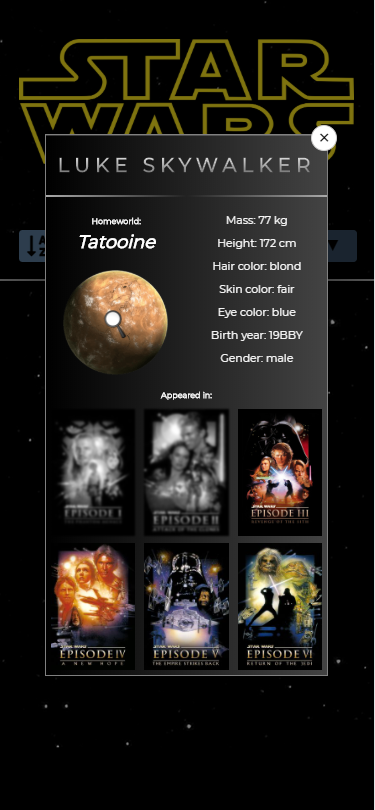 STAR
WARS
×
LUKE SKYWALKER
Homeworld:
Tatooine
Mass: 77 kg
Height: 172 cm
Hair color: blond
Skin color: fair
Eye color: blue
Birth year: 19BBY
Gender: male
Appeared in:
EPISODE I
EPISODE II
ATTACK OF THE CLONES
STAR WARS
EPISODE III
REVENGE OF THE SITH
STAR WARS
EPISODE IV
A NEW HOPE
STAR WARS
EPISODE V
THE EMPIRE STRIKES BACK
STAR WARS
EPISODE VI
RETURN OF THE JEDI